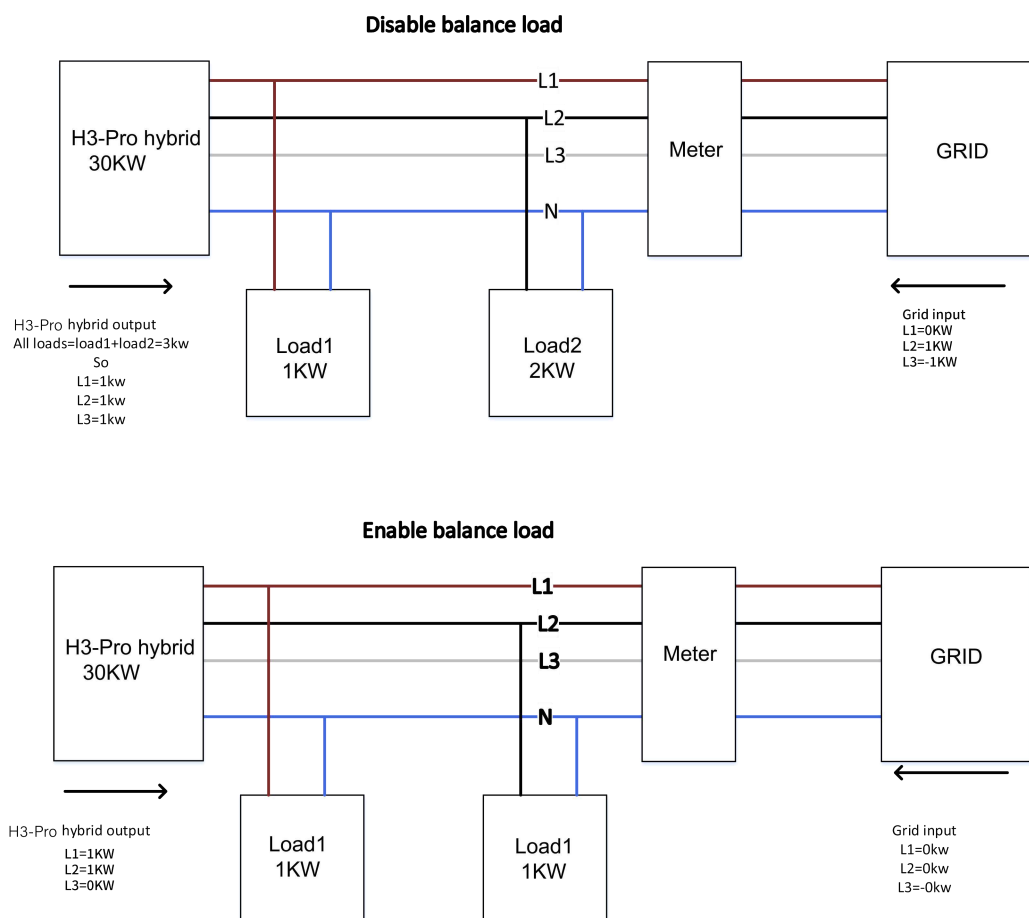 Disable balance load
L1
L2
L3
N
H3-Pro hybrid
30KW
Meter
GRID
Load1
1KW
Load2
2KW
H3-Pro hybrid output
All loads=load1+load2=3kw
So
L1=1kw
L2=1kw
L3=1kw
Grid input
L1=0KW
L2=1KW
L3=-1KW
Enable balance load
L1
L2
L3
N
H3-Pro hybrid
30KW
Meter
GRID
Load1
1KW
Load1
1KW
H3-Pro hybrid output
L1=1KW
L2=1KW
L3=0KW
Grid input
L1=0kw
L2=0kw
L3=-0kw